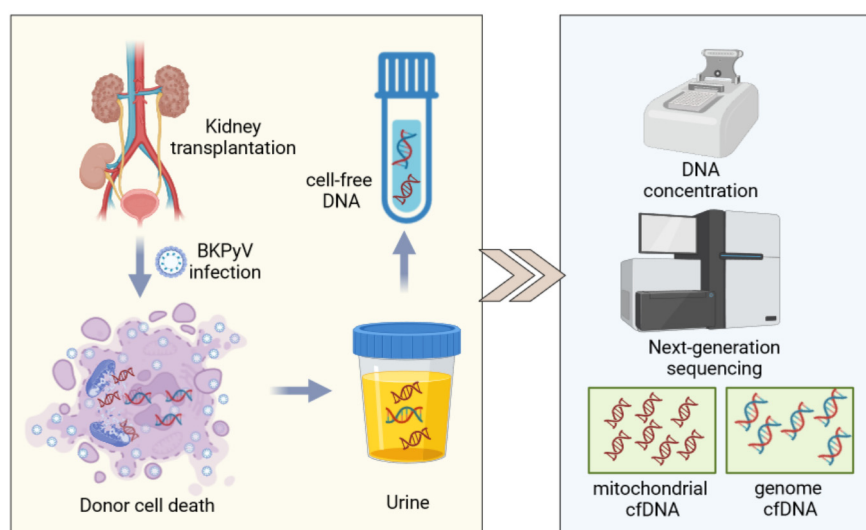 Kidney
transplantation
BKPyV
infection
Donor cell death
Urine
cell-free
DNA
DNA
concentration
Next-generation
sequencing
mitochondrial
cfDNA
genome
cfDNA